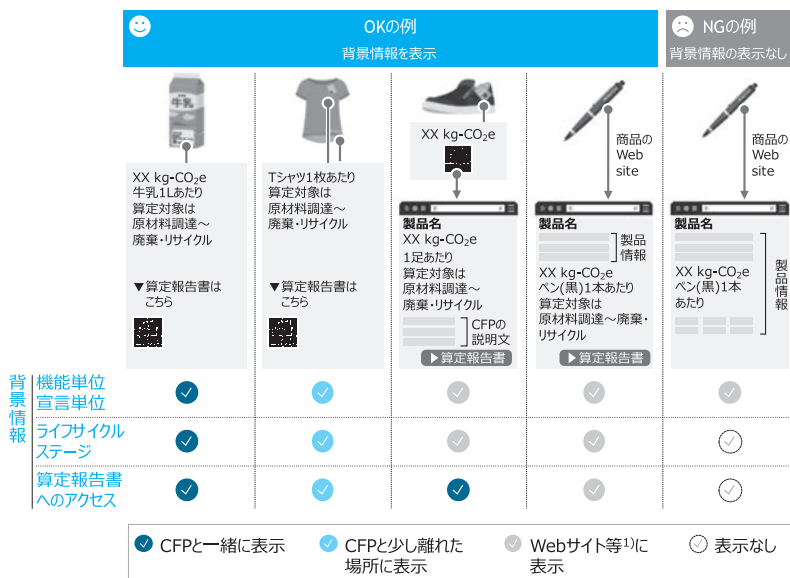 OKの例
背景情報を表示
NGの例
背景情報の表示なし
牛乳
XX kg-CO2e
牛乳1Lあたり
算定対象は
原材料調達～
廃棄・リサイクル
▼算定報告書は
こちら
Tシャツ1枚あたり
算定対象は
原材料調達～
廃棄・リサイクル
▼算定報告書は
こちら
XX kg-CO2e
製品名
XX kg-CO2e
1足あたり
算定対象は
原材料調達～
廃棄・リサイクル
CFPの
説明文
▶算定報告書
商品の
Web
site
製品名
製品
情報
XX kg-CO2e
ペン(黒)1本あたり
算定対象は
原材料調達～廃棄・
リサイクル
▶算定報告書
商品の
Web
site
製品名
XX kg-CO2e
ペン(黒)1本
あたり
製品情報
背景情報
機能単位
宣言単位
ライフサイクル
ステージ
算定報告書
へのアクセス
CFPと一緒に表示
CFPと少し離れた
場所に表示
Webサイト等1)に
表示
表示なし